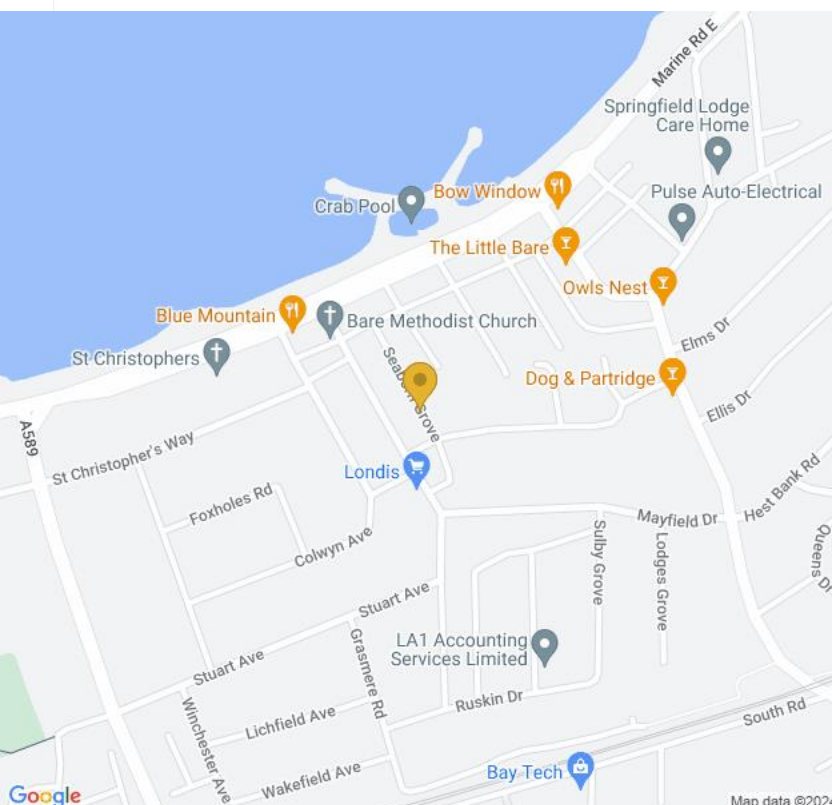 Marine Rd E
Springfield Lodge
Care Home
Bow Window
Pulse Auto-Electrical
Crab Pool
The Little Bare
Owls Nest
Blue Mountain
Bare Methodist Church
St Christophers
Elms Dr
Dog & Partridge
Grove
Ellis Dr
A589
St Christopher's Way
Londis
Hest Bank Rd
Foxholes Rd
Mayfield Dr
Colwyn Ave
Sulby Grove
Lodges Grove
Queens Dr
Stuart Ave
LA1 Accounting
Services Limited
Grasmere Rd
Stuart Ave
Ruskin Dr
Winchester Ave
Lichfield Ave
South Rd
Bay Tech
Wakefield Ave
Google
Map data ©202